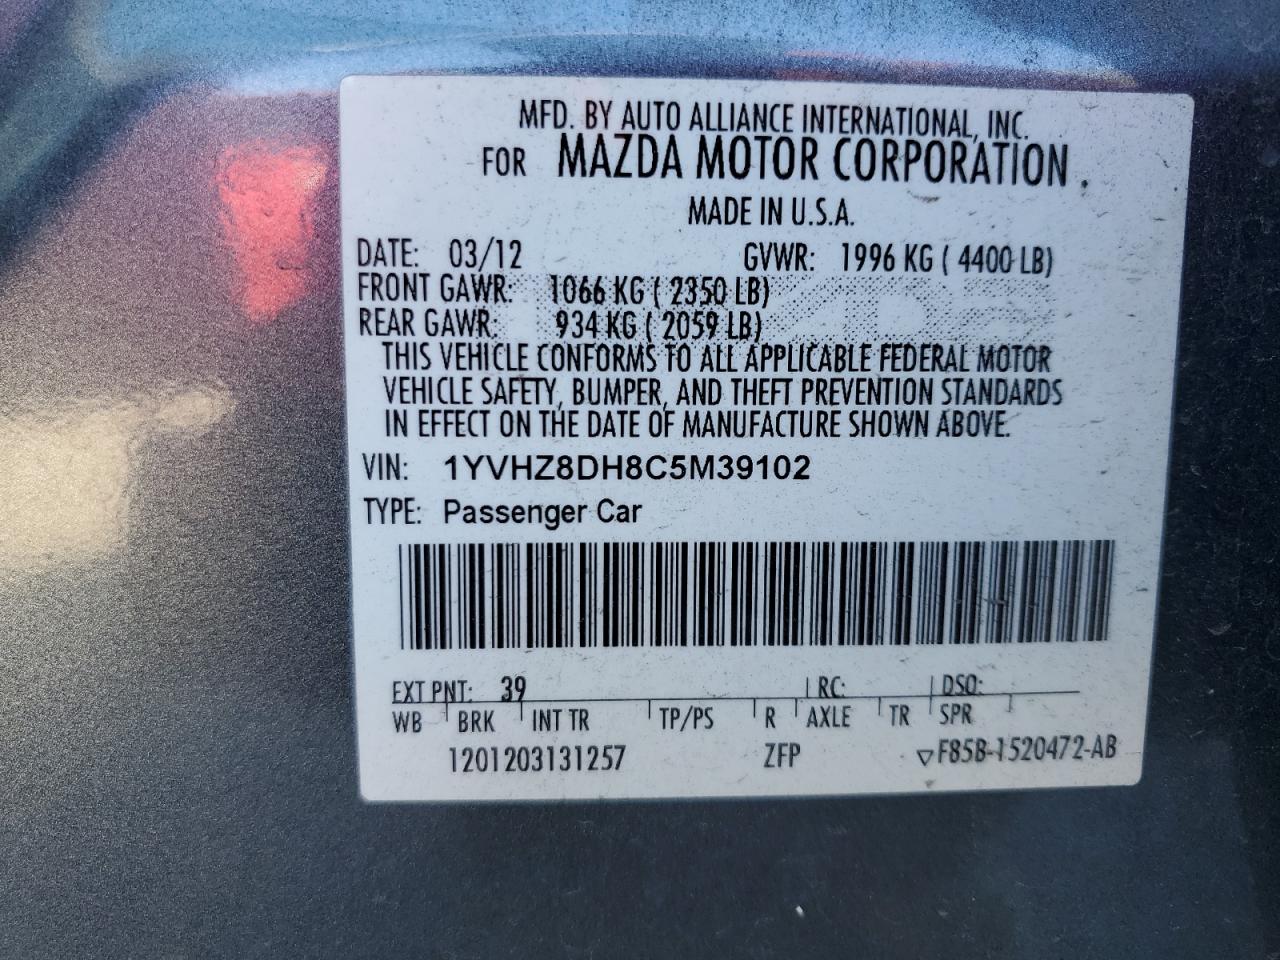 MFD. BY AUTO ALLIANCE INTERNATIONAL, INC.
FOR MAZDA MOTOR CORPORATION
MADE IN U.S.A.
DATE: 03/12 GVWR: 1996 KG ( 4400 LB)
FRONT GAWR: 1066 KG ( 2350 LB)
REAR GAWR: 934 KG ( 2059 LB)
THIS VEHICLE CONFORMS TO ALL APPLICABLE FEDERAL MOTOR
VEHICLE SAFETY, BUMPER, AND THEFT PREVENTION STANDARDS
IN EFFECT ON THE DATE OF MANUFACTURE SHOWN ABOVE.
VIN: 1YVHZ8DH8C5M39102
TYPE: Passenger Car
EXT PNT: 39 RC: DSO:
WB BRK INT TR TP/PS R AXLE TR SPR
1201203131257 ZFP ▽F85B-1520472-AB